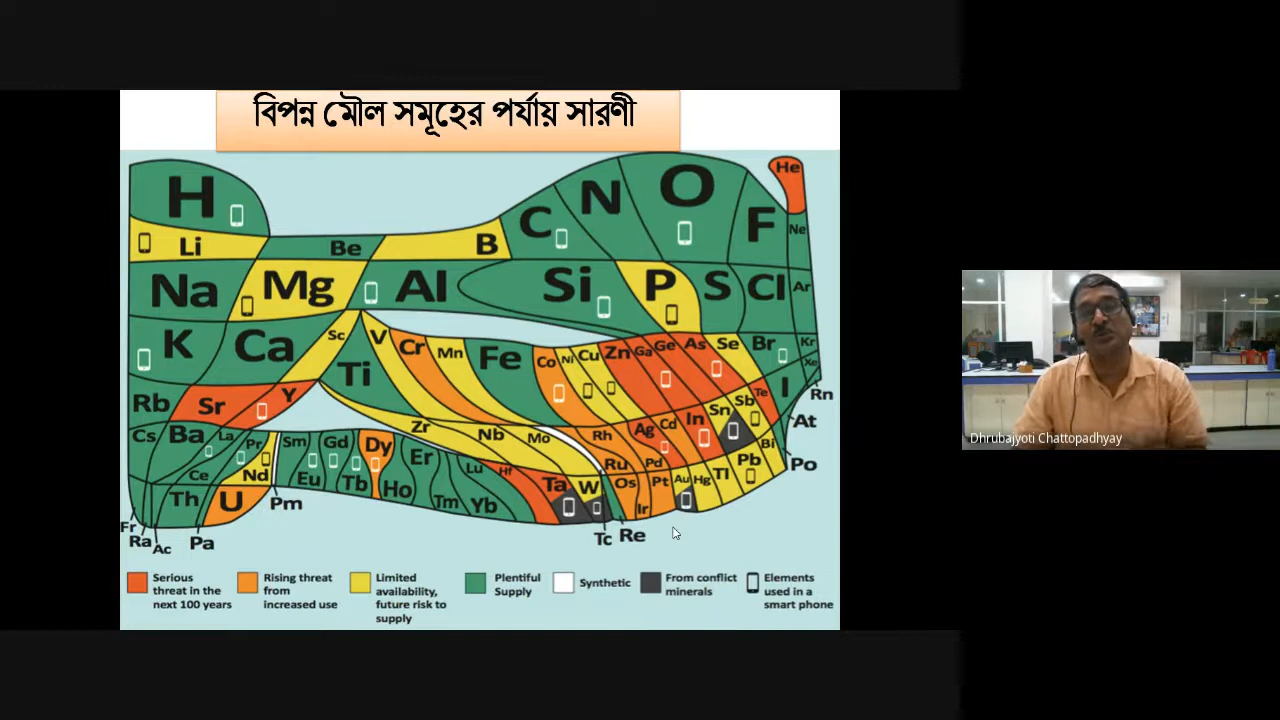 বিপন্ন মৌল সমূহের পর্যায় সারণী
H He
Li Be B C N O F Ne
Na Mg Al Si P S Cl Ar
K Ca Sc Ti V Cr Mn Fe Co Ni Cu Zn Ga Ge As Se Br Kr
Rb Sr Y Zr Nb Mo Tc Ru Rh Pd Ag Cd In Sn Sb Te I Xe
Cs Ba La Ce Pr Nd Pm Sm Eu Gd Tb Dy Ho Er Tm Yb Lu Hf Ta W Re Os Ir Pt Au Hg Tl Pb Bi Po At Rn
Fr Ra Ac Th Pa U
Serious
threat in the
next 100 years
Rising threat
from
increased use
Limited
availability,
future risk to
supply
Plentiful
Supply
Synthetic
From conflict
minerals
Elements
used in a
smart phone
Dhrubajyoti Chattopadhyay